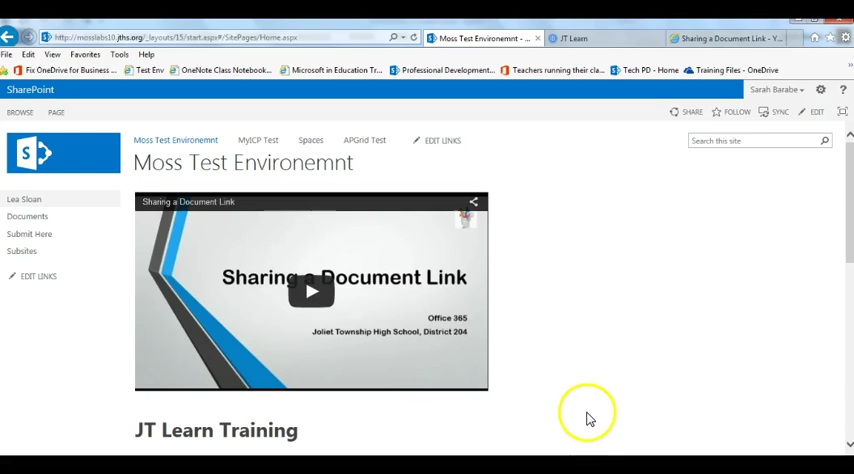 http://mosslabs10.jths.org/_layouts/15/start.aspx#/SitePages/Home.aspx
Moss Test Environemnt - ...
JT Learn
Sharing a Document Link - Y...
File Edit View Favorites Tools Help
Fix OneDrive for Business ...
Test Env
OneNote Class Notebook...
Microsoft in Education Tr...
Professional Development...
Teachers running their cla...
Tech PD - Home
Training Files - OneDrive
SharePoint
Sarah Barabe
?
BROWSE PAGE
SHARE FOLLOW SYNC EDIT
Moss Test Environemnt MyICP Test Spaces APGrid Test EDIT LINKS
Search this site
Moss Test Environemnt
Lea Sloan
Documents
Submit Here
Subsites
EDIT LINKS
Sharing a Document Link
Sharing a Document Link
Office 365
Joliet Township High School, District 204
JT Learn Training